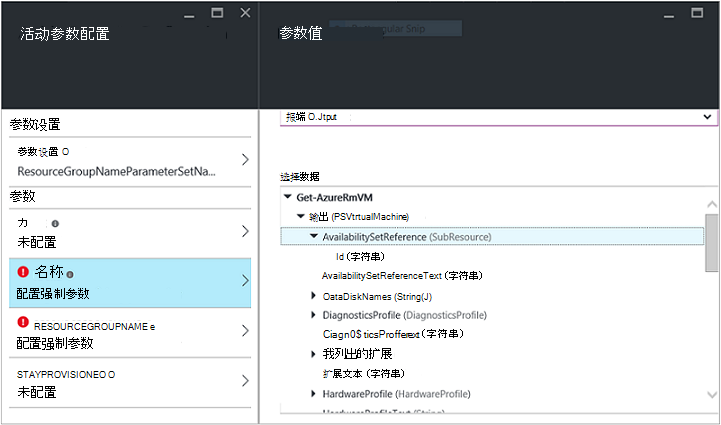 活动参数配置
参数设置
参数设置 O
ResourceGroupNameParameterSetNa...
参数
力
未配置
名称
配置强制参数
RESOURCEGROUPNAME e
配置强制参数
STAYPROVISIONEO O
未配置
参数值
Snip
报端 O.Jtput
选择数据
Get-AzureRmVM
输出 (PSVtrtualMachine)
AvailabilitySetReference (SubResource)
Id (字符串)
AvailabilitySetReferenceText (字符串)
OataDiskNames (String(J)
DiagnosticsProfile (DiagnosticsProfile)
Ciagn0$ ticsProfferext (字符串)
我列出的扩展
扩展文本 (字符串)
HardwareProfile (HardwareProfile)
HardwareProfileText (String)